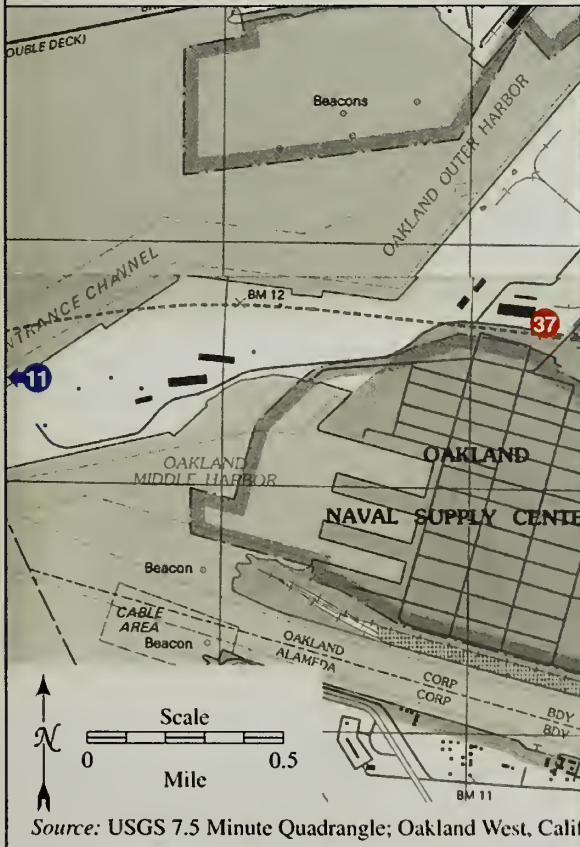 OUBLE DECK)
Beacons
OAKLAND OUTER HARBOR
NTRANCE CHANNEL
BM 12
37
11
OAKLAND
MIDDLE HARBOR
OAKLAND
NAVAL SUPPLY CENTE
Beacon
CABLE
AREA
Beacon
OAKLAND
ALAMEDA
CORP
CORP
BDY
BDY
N
Scale
0
0.5
Mile
BM 11
Source: USGS 7.5 Minute Quadrangle; Oakland West, Calif